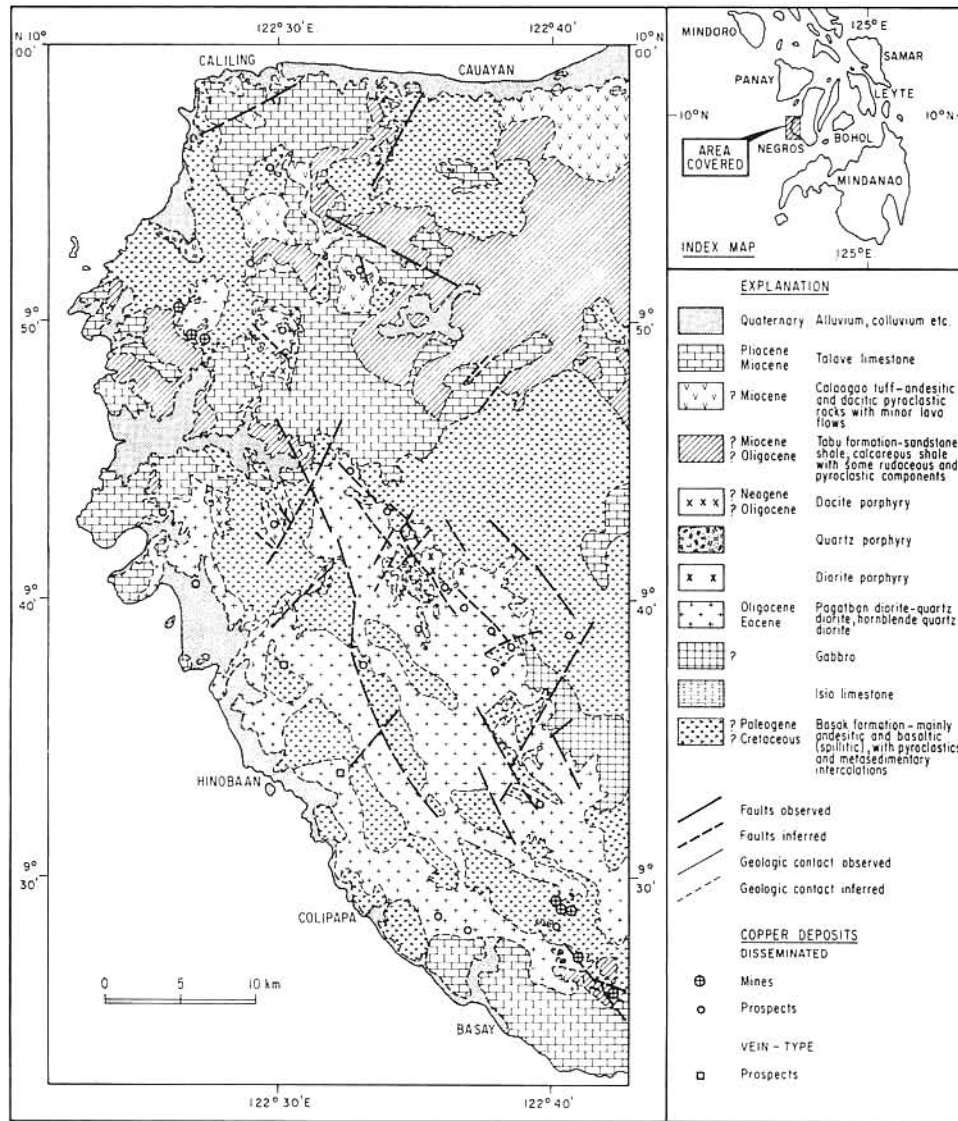 122° 30'E
122° 40'
N 10°
00'
10° N
00'
CALILING
CAUAYAN
9°
50'
9°
50'
9°
40'
HINOBAAN
9°
30'
9°
30'
COLIPAPA
0 5 10 km
BASAY
122° 30'E
122° 40'E
125° E
MINDORO
SAMAR
PANAY
LEYTE
10° N
10° N
AREA
COVERED
NEGROS
BOHOL
MINDANAO
INDEX MAP
125° E.
EXPLANATION
Quaternary Alluvium, colluvium etc.
Pliocene
Miocene
Talave limestone
? Miocene
Calaogao tuff-andesitic
and dacitic pyroclastic
rocks with minor lava
flows
? Miocene
? Oligocene
Tabu formation-sandstone
shale, calcareous shale
with some rudaceous and
pyroclastic components
? Neogene
? Oligocene
Dacite porphyry
Quartz porphyry
Diorite porphyry
Oligocene
Eocene
Pagatban diorite-quartz
diorite, hornblende quartz
diorite
?
Gabbro
Isio limestone
? Paleogene
? Cretaceous
Basak formation - mainly
andesitic and basaltic
(spillitic), with pyroclastics
and metasedimentary
intercalations
Faults observed
Faults inferred
Geologic contact observed
Geologic contact inferred
COPPER DEPOSITS
DISSEMINATED
Mines
Prospects
VEIN - TYPE
Prospects
9°
40'